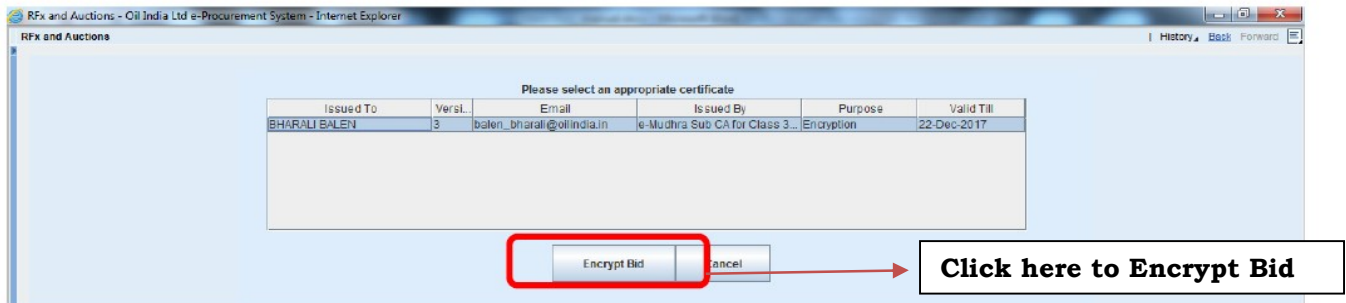 RFx and Auctions - Oil India Ltd e-Procurement System - Internet Explorer
RFx and Auctions
| History Back Forward
Please select an appropriate certificate
Issued To Versi... Email Issued By Purpose Valid Till
BHARALI BALEN 3 balen_bharali@oilindia.in e-Mudhra Sub CA for Class 3... Encryption 22-Dec-2017
Encrypt Bid Cancel
Click here to Encrypt Bid